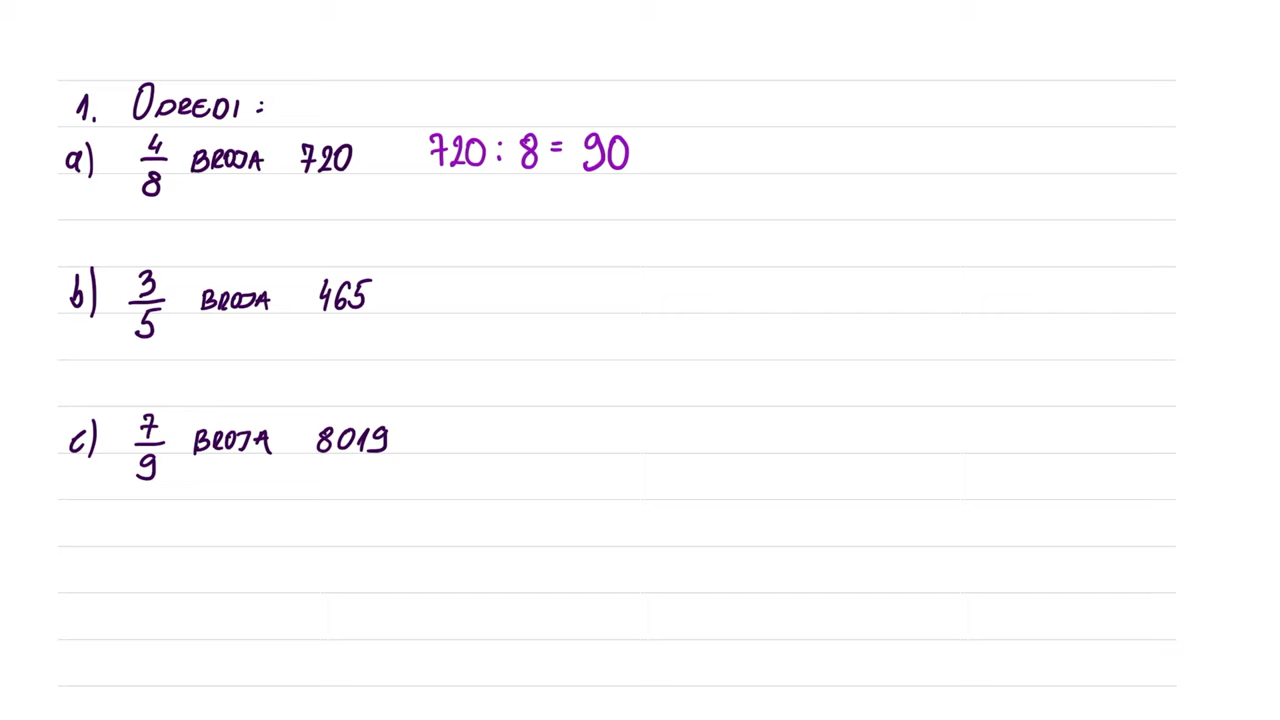 1. ODREDI :
a) 4/8 BROJA 720 720 : 8 = 90
b) 3/5 BROJA 465
c) 7/9 BROJA 8019